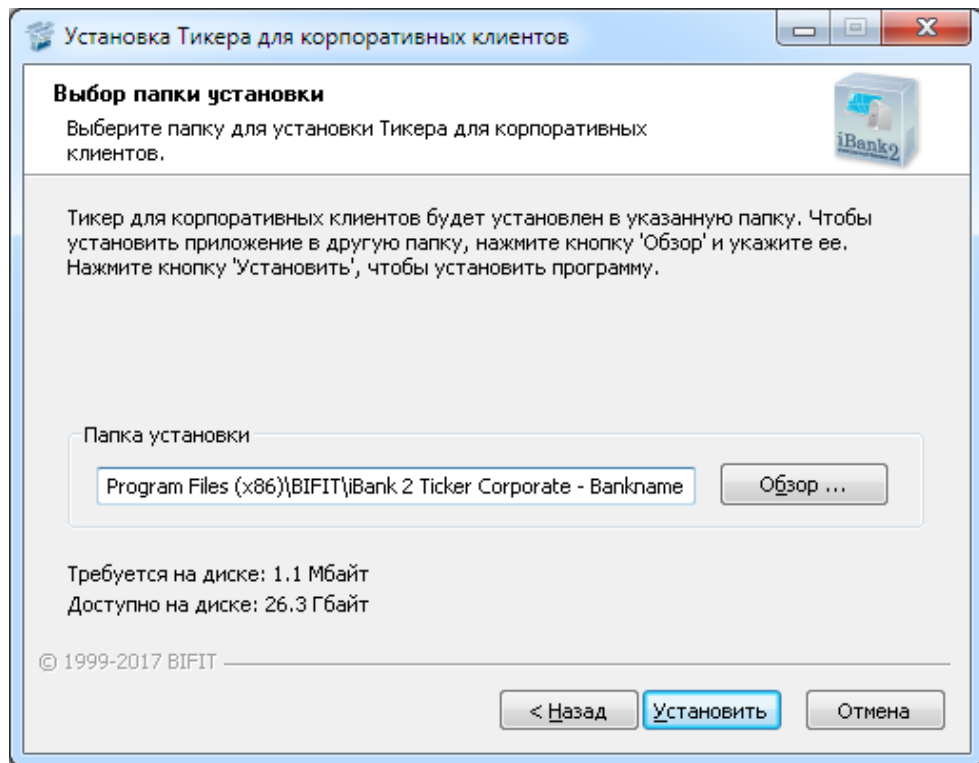 Установка Тикера для корпоративных клиентов
Выбор папки установки
Выберите папку для установки Тикера для корпоративных
клиентов.
iBank2
Тикер для корпоративных клиентов будет установлен в указанную папку. Чтобы
установить приложение в другую папку, нажмите кнопку 'Обзор' и укажите ее.
Нажмите кнопку 'Установить', чтобы установить программу.
Папка установки
Program Files (x86)\BIFIT\iBank 2 Ticker Corporate - Bankname
Обзор ...
Требуется на диске: 1.1 Мбайт
Доступно на диске: 26.3 Гбайт
© 1999-2017 BIFIT
< Назад
Установить
Отмена